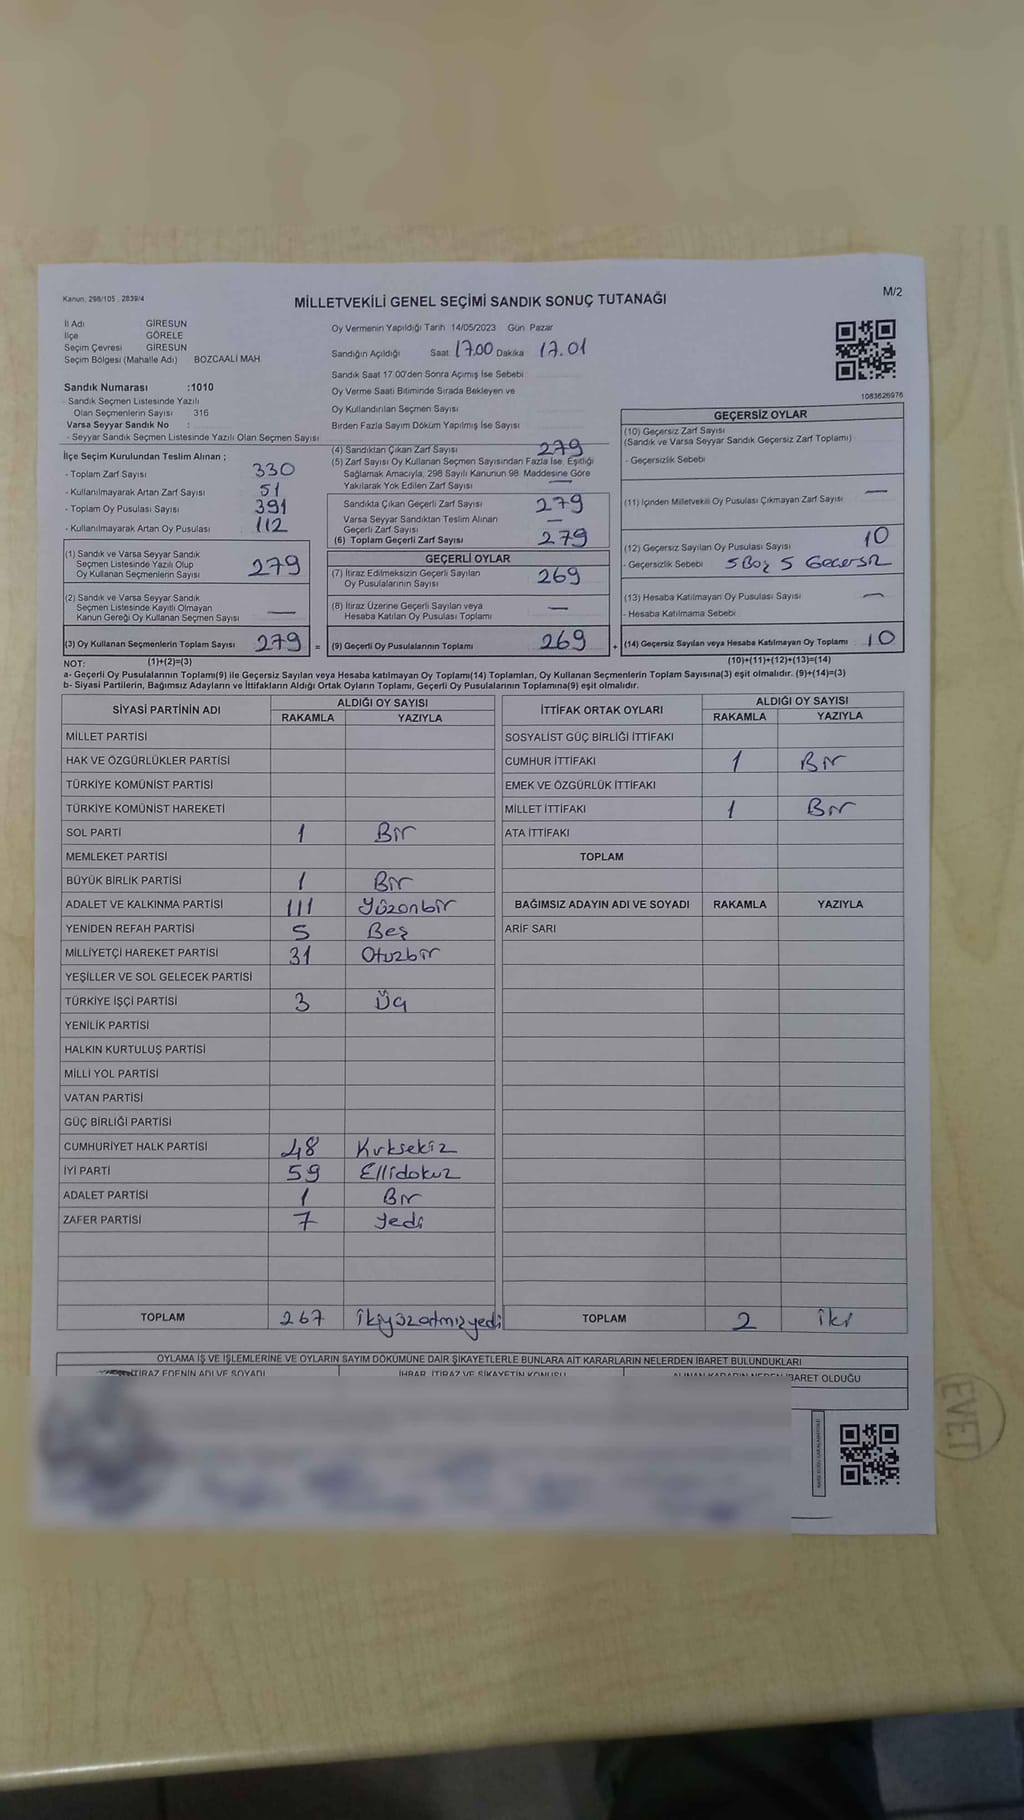 Kanun, 298/105 , 2839/4
M/2
MİLLETVEKİLİ GENEL SEÇİMİ SANDIK SONUÇ TUTANAĞI
İl Adı GİRESUN
İlçe GÖRELE
Seçim Çevresi GİRESUN
Seçim Bölgesi (Mahalle Adı) BOZCAALİ MAH.
Sandık Numarası :1010
- Sandık Seçmen Listesinde Yazılı
Olan Seçmenlerin Sayısı : 316
Varsa Seyyar Sandık No :
- Seyyar Sandık Seçmen Listesinde Yazılı Olan Seçmen Sayısı
İlçe Seçim Kurulundan Teslim Alınan ;
- Toplam Zarf Sayısı 330
- Kullanılmayarak Artan Zarf Sayısı 51
- Toplam Oy Pusulası Sayısı 391
- Kullanılmayarak Artan Oy Pusulası 112
(1) Sandık ve Varsa Seyyar Sandık
Seçmen Listesinde Yazılı Olup
Oy Kullanan Seçmenlerin Sayısı 279
(2) Sandık ve Varsa Seyyar Sandık
Seçmen Listesinde Kayıtlı Olmayan
Kanun Gereği Oy Kullanan Seçmen Sayısı —
(3) Oy Kullanan Seçmenlerin Toplam Sayısı 279 =
Oy Vermenin Yapıldığı Tarih 14/05/2023 Gün Pazar
Sandığın Açıldığı Saat 17.00 Dakika 17.01
Sandık Saat 17.00'den Sonra Açımış İse Sebebi
Oy Verme Saati Bitiminde Sırada Bekleyen ve
Oy Kullandırılan Seçmen Sayısı
Birden Fazla Sayım Döküm Yapılmış İse Sayısı
(4) Sandıktan Çıkan Zarf Sayısı 279
(5) Zarf Sayısı Oy Kullanan Seçmen Sayısından Fazla İse, Eşitliği
Sağlamak Amacıyla, 298 Sayılı Kanunun 98. Maddesine Göre
Yakılarak Yok Edilen Zarf Sayısı —
Sandıkta Çıkan Geçerli Zarf Sayısı 279
Varsa Seyyar Sandıktan Teslim Alınan
Geçerli Zarf Sayısı —
(6) Toplam Geçerli Zarf Sayısı 279
GEÇERLİ OYLAR
(7) İtiraz Edilmeksizin Geçerli Sayılan
Oy Pusulalarının Sayısı 269
(8) İtiraz Üzerine Geçerli Sayılan veya
Hesaba Katılan Oy Pusulası Toplamı —
(9) Geçerli Oy Pusulalarının Toplamı 269 +
1083626976
GEÇERSİZ OYLAR
(10) Geçersiz Zarf Sayısı
(Sandık ve Varsa Seyyar Sandık Geçersiz Zarf Toplamı)
- Geçersizlik Sebebi
(11) İçinden Milletvekili Oy Pusulası Çıkmayan Zarf Sayısı —
(12) Geçersiz Sayılan Oy Pusulası Sayısı 10
- Geçersizlik Sebebi 5 Boş 5 Geçersiz
(13) Hesaba Katılmayan Oy Pusulası Sayısı —
- Hesaba Katılmama Sebebi
(14) Geçersiz Sayılan veya Hesaba Katılmayan Oy Toplamı 10
NOT: (1)+(2)=(3) (10)+(11)+(12)+(13)=(14)
a- Geçerli Oy Pusulalarının Toplamı(9) ile Geçersiz Sayılan veya Hesaba katılmayan Oy Toplamı(14) Toplamları, Oy Kullanan Seçmenlerin Toplam Sayısına(3) eşit olmalıdır. (9)+(14)=(3)
b- Siyasi Partilerin, Bağımsız Adayların ve İttifakların Aldığı Ortak Oyların Toplamı, Geçerli Oy Pusulalarının Toplamına(9) eşit olmalıdır.
SİYASİ PARTİNİN ADI ALDIĞI OY SAYISI
RAKAMLA YAZIYLA
MİLLET PARTİSİ
HAK VE ÖZGÜRLÜKLER PARTİSİ
TÜRKİYE KOMÜNİST PARTİSİ
TÜRKİYE KOMÜNİST HAREKETİ
SOL PARTİ 1 Bir
MEMLEKET PARTİSİ
BÜYÜK BİRLİK PARTİSİ 1 Bir
ADALET VE KALKINMA PARTİSİ 111 Yüzonbir
YENİDEN REFAH PARTİSİ 5 Beş
MİLLİYETÇİ HAREKET PARTİSİ 31 Otuzbir
YEŞİLLER VE SOL GELECEK PARTİSİ
TÜRKİYE İŞÇİ PARTİSİ 3 Üç
YENİLİK PARTİSİ
HALKIN KURTULUŞ PARTİSİ
MİLLİ YOL PARTİSİ
VATAN PARTİSİ
GÜÇ BİRLİĞİ PARTİSİ
CUMHURİYET HALK PARTİSİ 48 Kırksekiz
İYİ PARTİ 59 Ellidokuz
ADALET PARTİSİ 1 Bir
ZAFER PARTİSİ 7 Yedi
TOPLAM 267 İkiyüzatmışyedi
İTTİFAK ORTAK OYLARI ALDIĞI OY SAYISI
RAKAMLA YAZIYLA
SOSYALİST GÜÇ BİRLİĞİ İTTİFAKI
CUMHUR İTTİFAKI 1 Bir
EMEK VE ÖZGÜRLÜK İTTİFAKI
MİLLET İTTİFAKI 1 Bir
ATA İTTİFAKI
TOPLAM
BAĞIMSIZ ADAYIN ADI VE SOYADI RAKAMLA YAZIYLA
ARİF SARI
TOPLAM 2 iki
OYLAMA İŞ VE İŞLEMLERİNE VE OYLARIN SAYIM DÖKÜMÜNE DAİR ŞİKAYETLERLE BUNLARA AİT KARARLARIN NELERDEN İBARET BULUNDUKLARI
İTİRAZ EDENİN ADI VE SOYADI İHBAR, İTİRAZ VE ŞİKAYETİN KONUSU ALINAN KARARIN NEDEN İBARET OLDUĞU
EVET